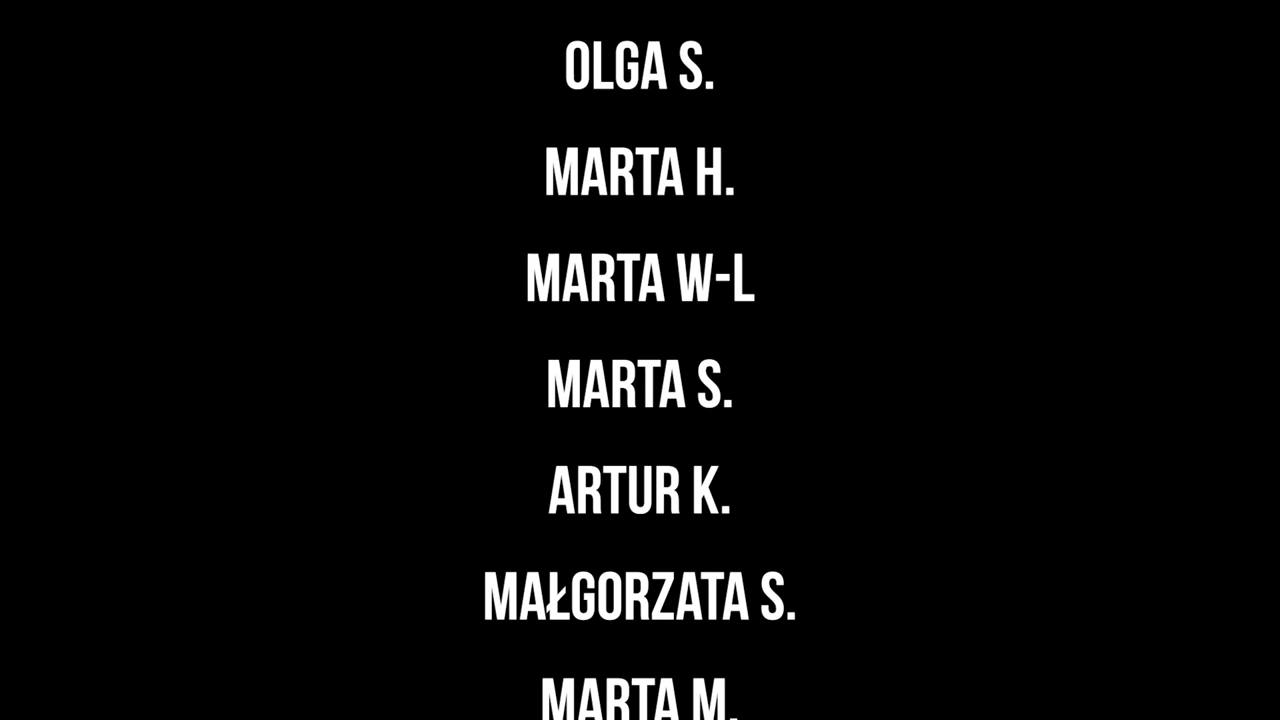 OLGA S.
MARTA H.
MARTA W-L
MARTA S.
ARTUR K.
MAŁGORZATA S.
MARTA M.